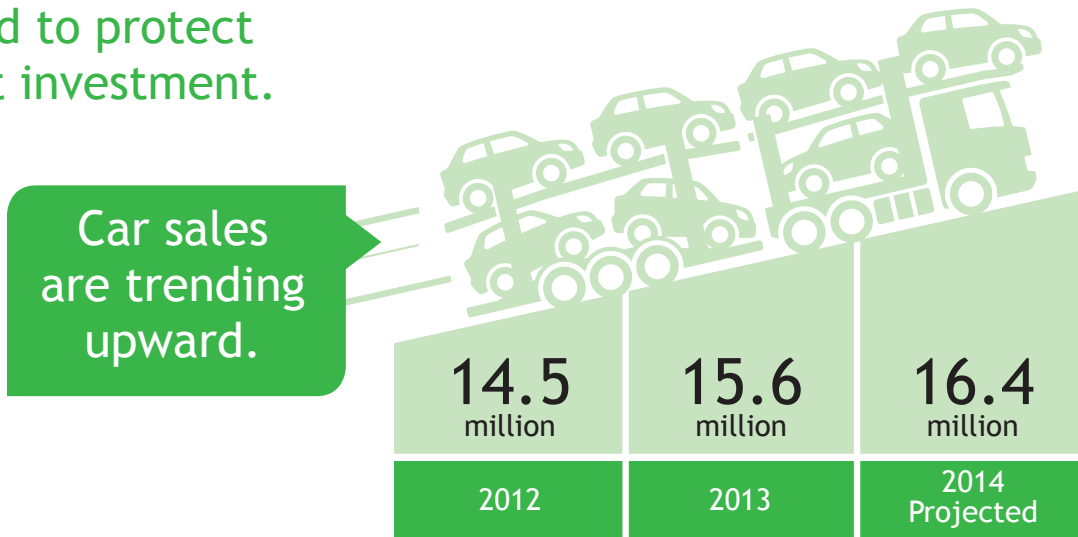 to protect
investment.
Car sales
are trending
upward.
14.5
million
15.6
million
16.4
million
2012
2013
2014
Projected